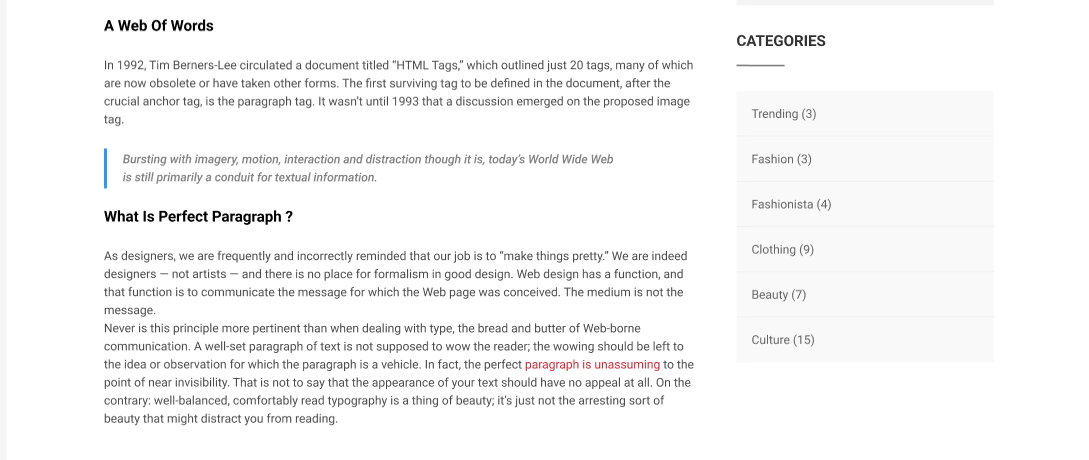 A Web Of Words
In 1992, Tim Berners-Lee circulated a document titled “HTML Tags,” which outlined just 20 tags, many of which
are now obsolete or have taken other forms. The first surviving tag to be defined in the document, after the
crucial anchor tag, is the paragraph tag. It wasn’t until 1993 that a discussion emerged on the proposed image
tag.
Bursting with imagery, motion, interaction and distraction though it is, today’s World Wide Web
is still primarily a conduit for textual information.
What Is Perfect Paragraph ?
As designers, we are frequently and incorrectly reminded that our job is to “make things pretty.” We are indeed
designers — not artists — and there is no place for formalism in good design. Web design has a function, and
that function is to communicate the message for which the Web page was conceived. The medium is not the
message.
Never is this principle more pertinent than when dealing with type, the bread and butter of Web-borne
communication. A well-set paragraph of text is not supposed to wow the reader; the wowing should be left to
the idea or observation for which the paragraph is a vehicle. In fact, the perfect paragraph is unassuming to the
point of near invisibility. That is not to say that the appearance of your text should have no appeal at all. On the
contrary: well-balanced, comfortably read typography is a thing of beauty; it’s just not the arresting sort of
beauty that might distract you from reading.
CATEGORIES
Trending (3)
Fashion (3)
Fashionista (4)
Clothing (9)
Beauty (7)
Culture (15)